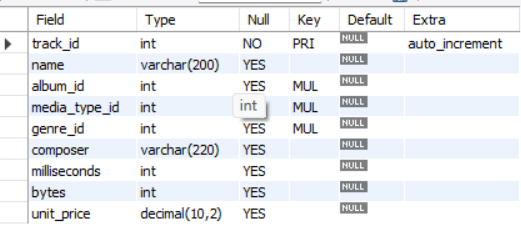 Field Type Null Key Default Extra
track_id int NO PRI NULL auto_increment
name varchar(200) YES NULL
album_id int YES MUL NULL
media_type_id int int MUL NULL
genre_id int YES MUL NULL
composer varchar(220) YES NULL
milliseconds int YES NULL
bytes int YES NULL
unit_price decimal(10,2) YES NULL